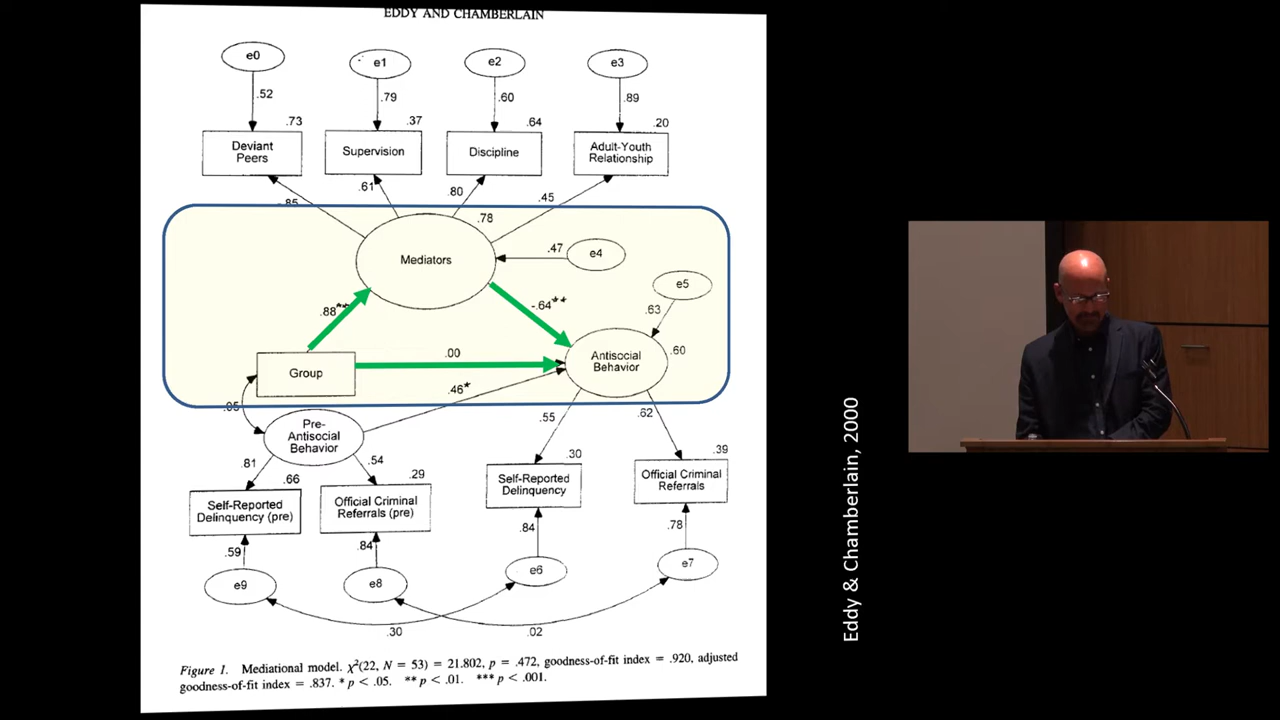 EDDY AND CHAMBERLAIN
e0
e1
e2
e3
.52
.79
.60
.89
.73
.37
.64
.20
Deviant
Peers
Supervision
Discipline
Adult-Youth
Relationship
.85
.61
.80
.45
.78
Mediators
.47
e4
e5
.88**
-.64**
.63
.00
.60
Group
Antisocial
Behavior
.46*
.05
Pre-
Antisocial
Behavior
.55
.62
.81
.54
.66
.29
.30
.39
Self-Reported
Delinquency (pre)
Official Criminal
Referrals (pre)
Self-Reported
Delinquency
Official Criminal
Referrals
.59
.84
.84
.78
e9
e8
e6
e7
.30
.02
Figure 1. Mediational model. χ²(22, N = 53) = 21.802, p = .472, goodness-of-fit index = .920, adjusted
goodness-of-fit index = .837. * p < .05. ** p < .01. *** p < .001.
Eddy & Chamberlain, 2000